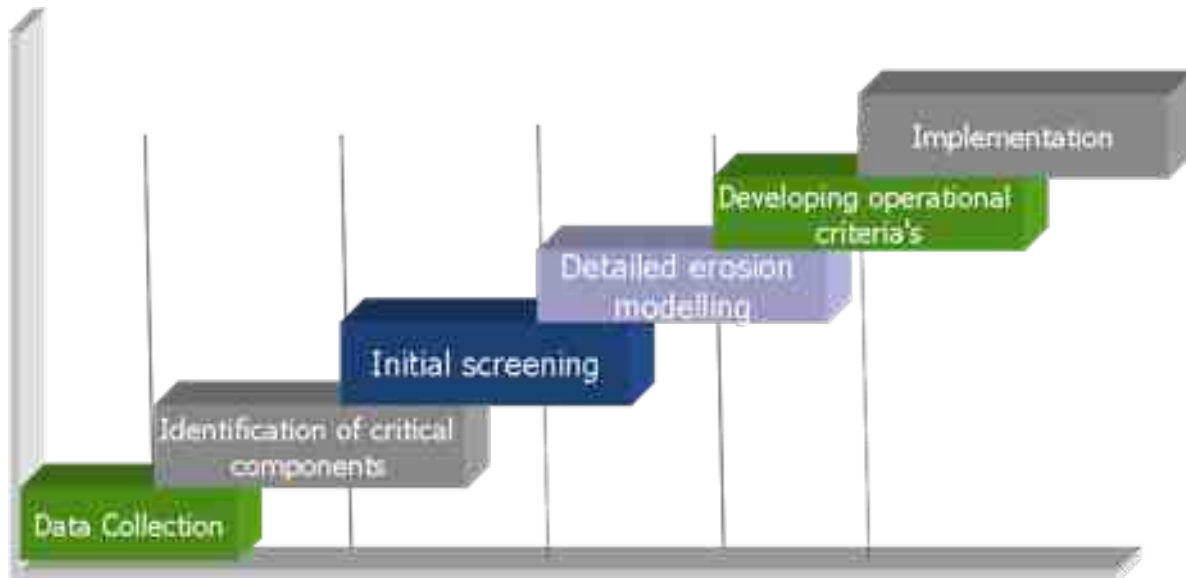 Implementation
Developing operational
criteria's
Detailed erosion
modelling
Initial screening
Identification of critical
components
Data Collection